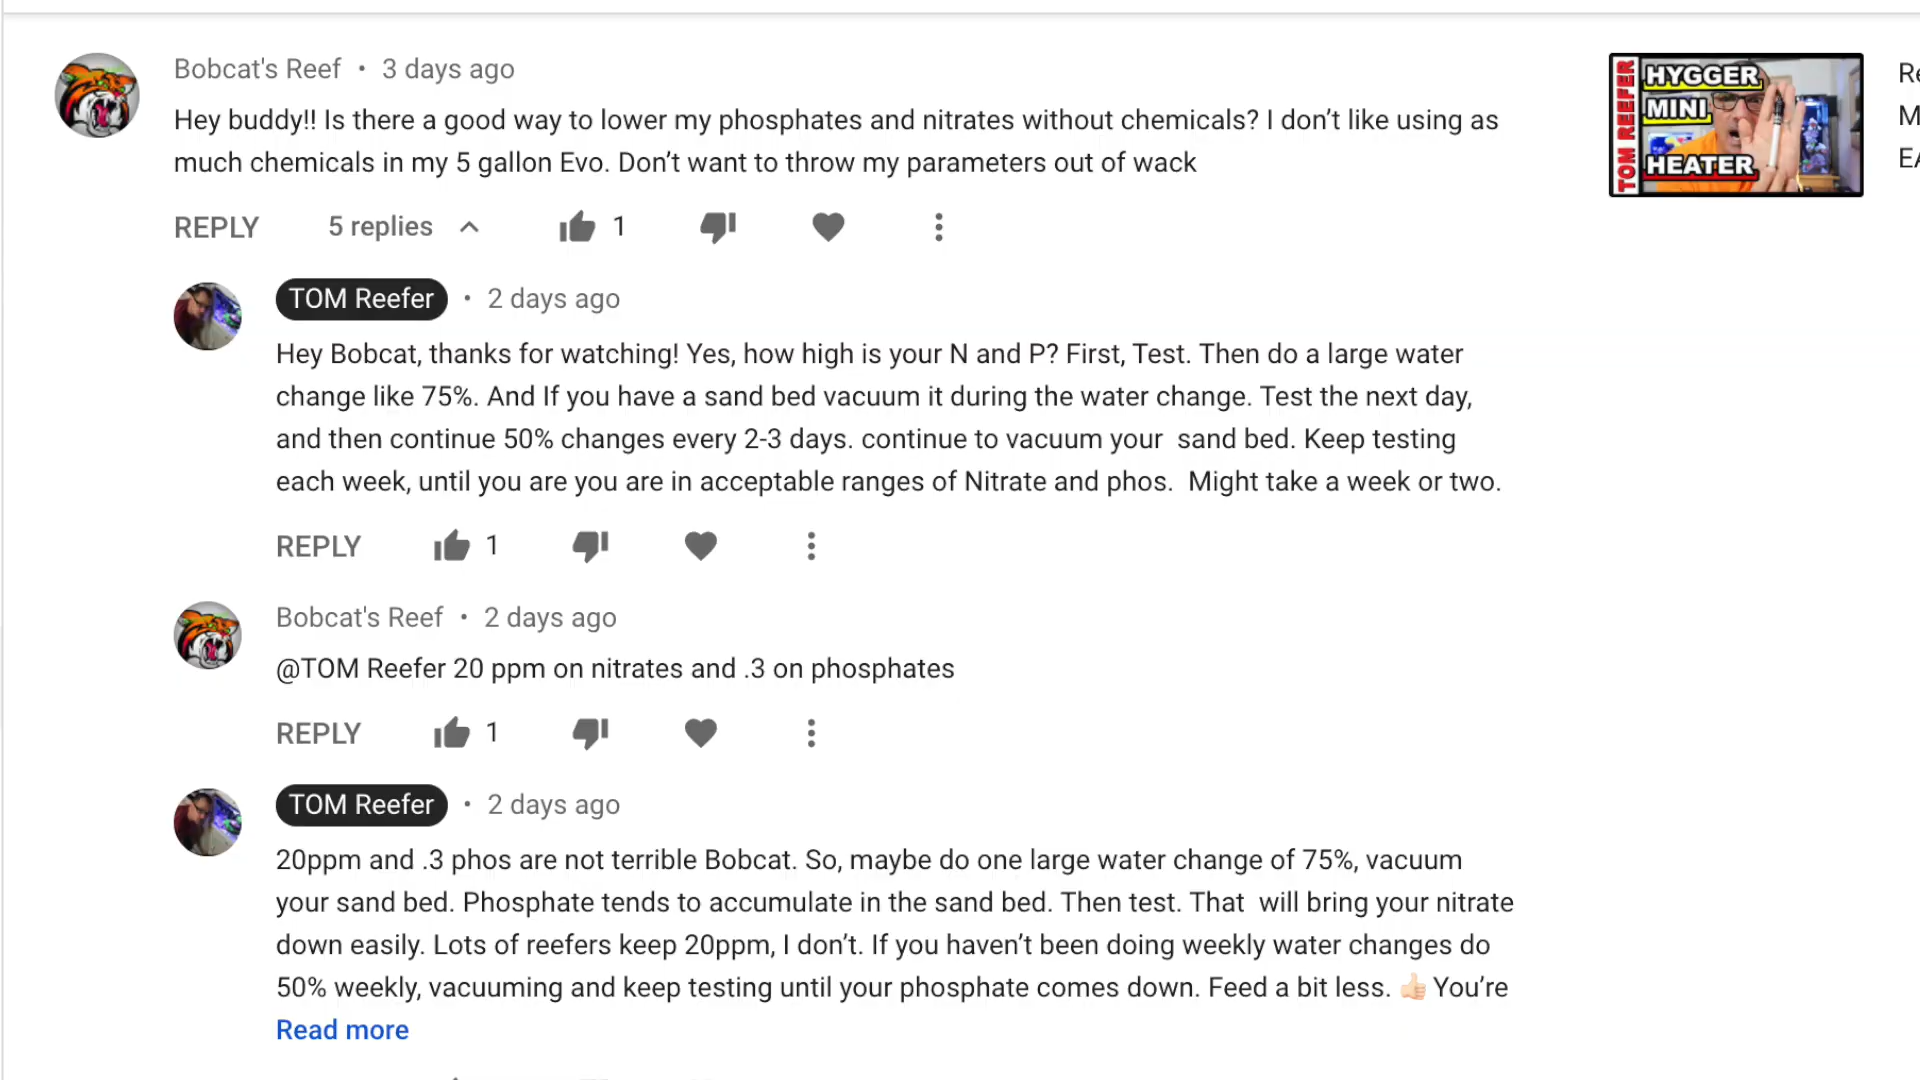 Bobcat's Reef • 3 days ago
Hey buddy!! Is there a good way to lower my phosphates and nitrates without chemicals? I don’t like using as
much chemicals in my 5 gallon Evo. Don’t want to throw my parameters out of wack
REPLY 5 replies 1
TOM REEFER
HYGGER
MINI
HEATER
TOM Reefer • 2 days ago
Hey Bobcat, thanks for watching! Yes, how high is your N and P? First, Test. Then do a large water
change like 75%. And If you have a sand bed vacuum it during the water change. Test the next day,
and then continue 50% changes every 2-3 days. continue to vacuum your  sand bed. Keep testing
each week, until you are you are in acceptable ranges of Nitrate and phos.  Might take a week or two.
REPLY 1
Bobcat's Reef • 2 days ago
@TOM Reefer 20 ppm on nitrates and .3 on phosphates
REPLY 1
TOM Reefer • 2 days ago
20ppm and .3 phos are not terrible Bobcat. So, maybe do one large water change of 75%, vacuum
your sand bed. Phosphate tends to accumulate in the sand bed. Then test. That  will bring your nitrate
down easily. Lots of reefers keep 20ppm, I don’t. If you haven’t been doing weekly water changes do
50% weekly, vacuuming and keep testing until your phosphate comes down. Feed a bit less. 👍🏻 You’re
Read more